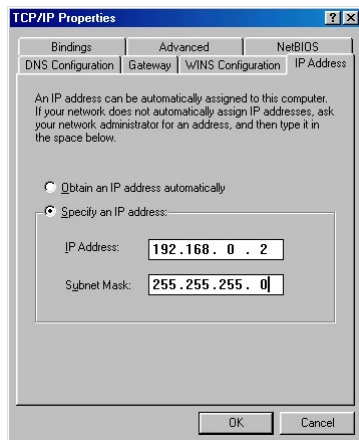 TCP/IP Properties
Bindings Advanced NetBIOS
DNS Configuration Gateway WINS Configuration IP Address
An IP address can be automatically assigned to this computer.
If your network does not automatically assign IP addresses, ask
your network administrator for an address, and then type it in
the space below.
Obtain an IP address automatically
Specify an IP address:
IP Address: 192.168. 0 . 2
Subnet Mask: 255.255.255. 0
OK Cancel